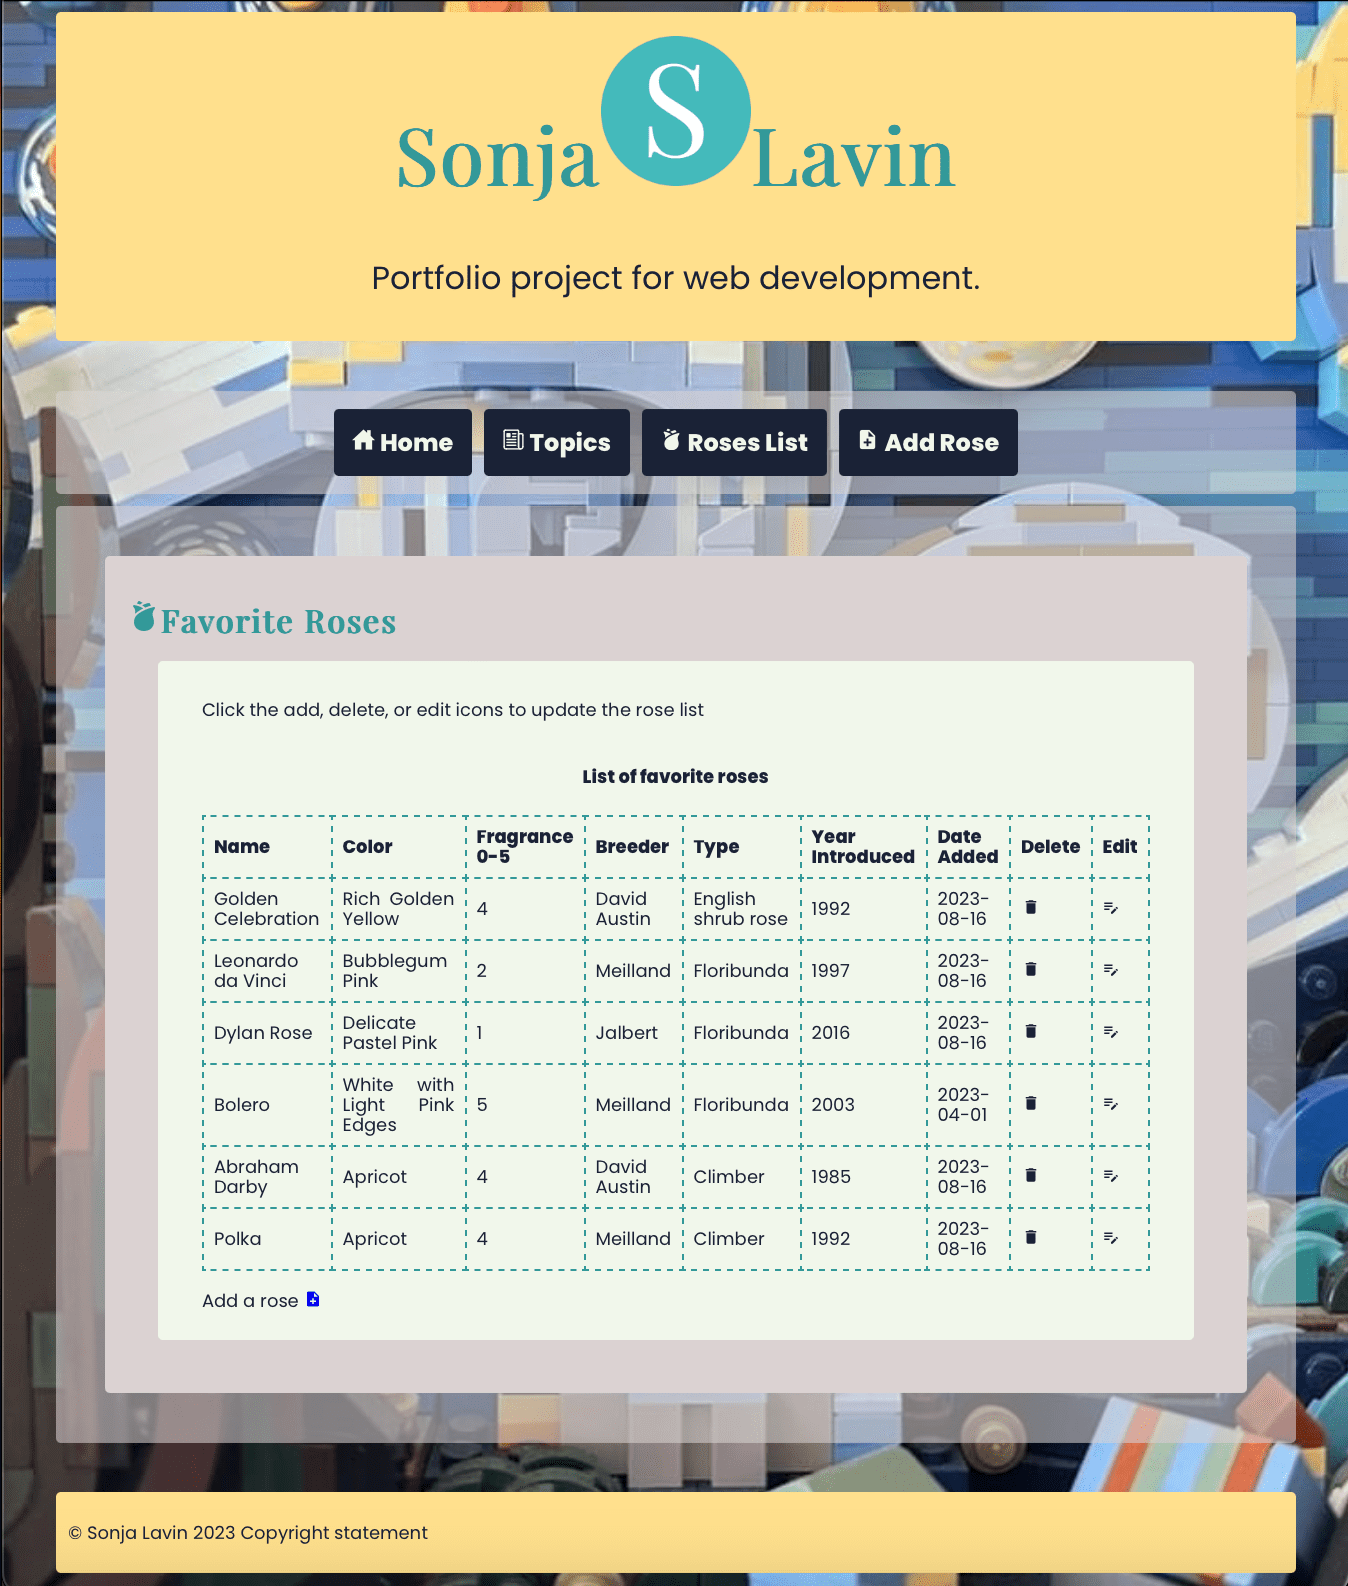 Sonja S Lavin
Portfolio project for web development.
Home Topics Roses List Add Rose
Favorite Roses
Click the add, delete, or edit icons to update the rose list
List of favorite roses
Name Color Fragrance 0-5 Breeder Type Year Introduced Date Added Delete Edit
Golden Celebration Rich Golden Yellow 4 David Austin English shrub rose 1992 2023-08-16
Leonardo da Vinci Bubblegum Pink 2 Meilland Floribunda 1997 2023-08-16
Dylan Rose Delicate Pastel Pink 1 Jalbert Floribunda 2016 2023-08-16
Bolero White with Light Pink Edges 5 Meilland Floribunda 2003 2023-04-01
Abraham Darby Apricot 4 David Austin Climber 1985 2023-08-16
Polka Apricot 4 Meilland Climber 1992 2023-08-16
Add a rose
© Sonja Lavin 2023 Copyright statement